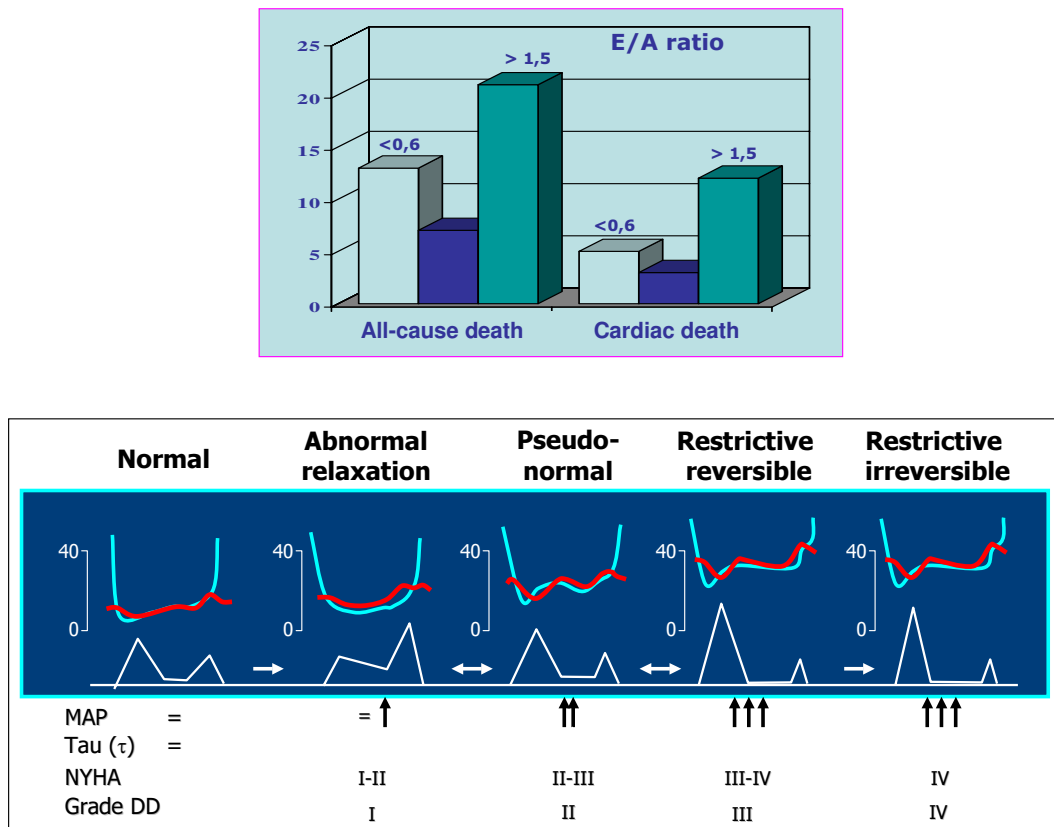 E/A ratio
25
20
15
10
5
0
<0,6
> 1,5
<0,6
> 1,5
All-cause death
Cardiac death
Normal
Abnormal
relaxation
Pseudo-
normal
Restrictive
reversible
Restrictive
irreversible
40
0
40
0
40
0
40
0
40
0
MAP = =
Tau (τ) =
NYHA I-II II-III III-IV IV
Grade DD I II III IV